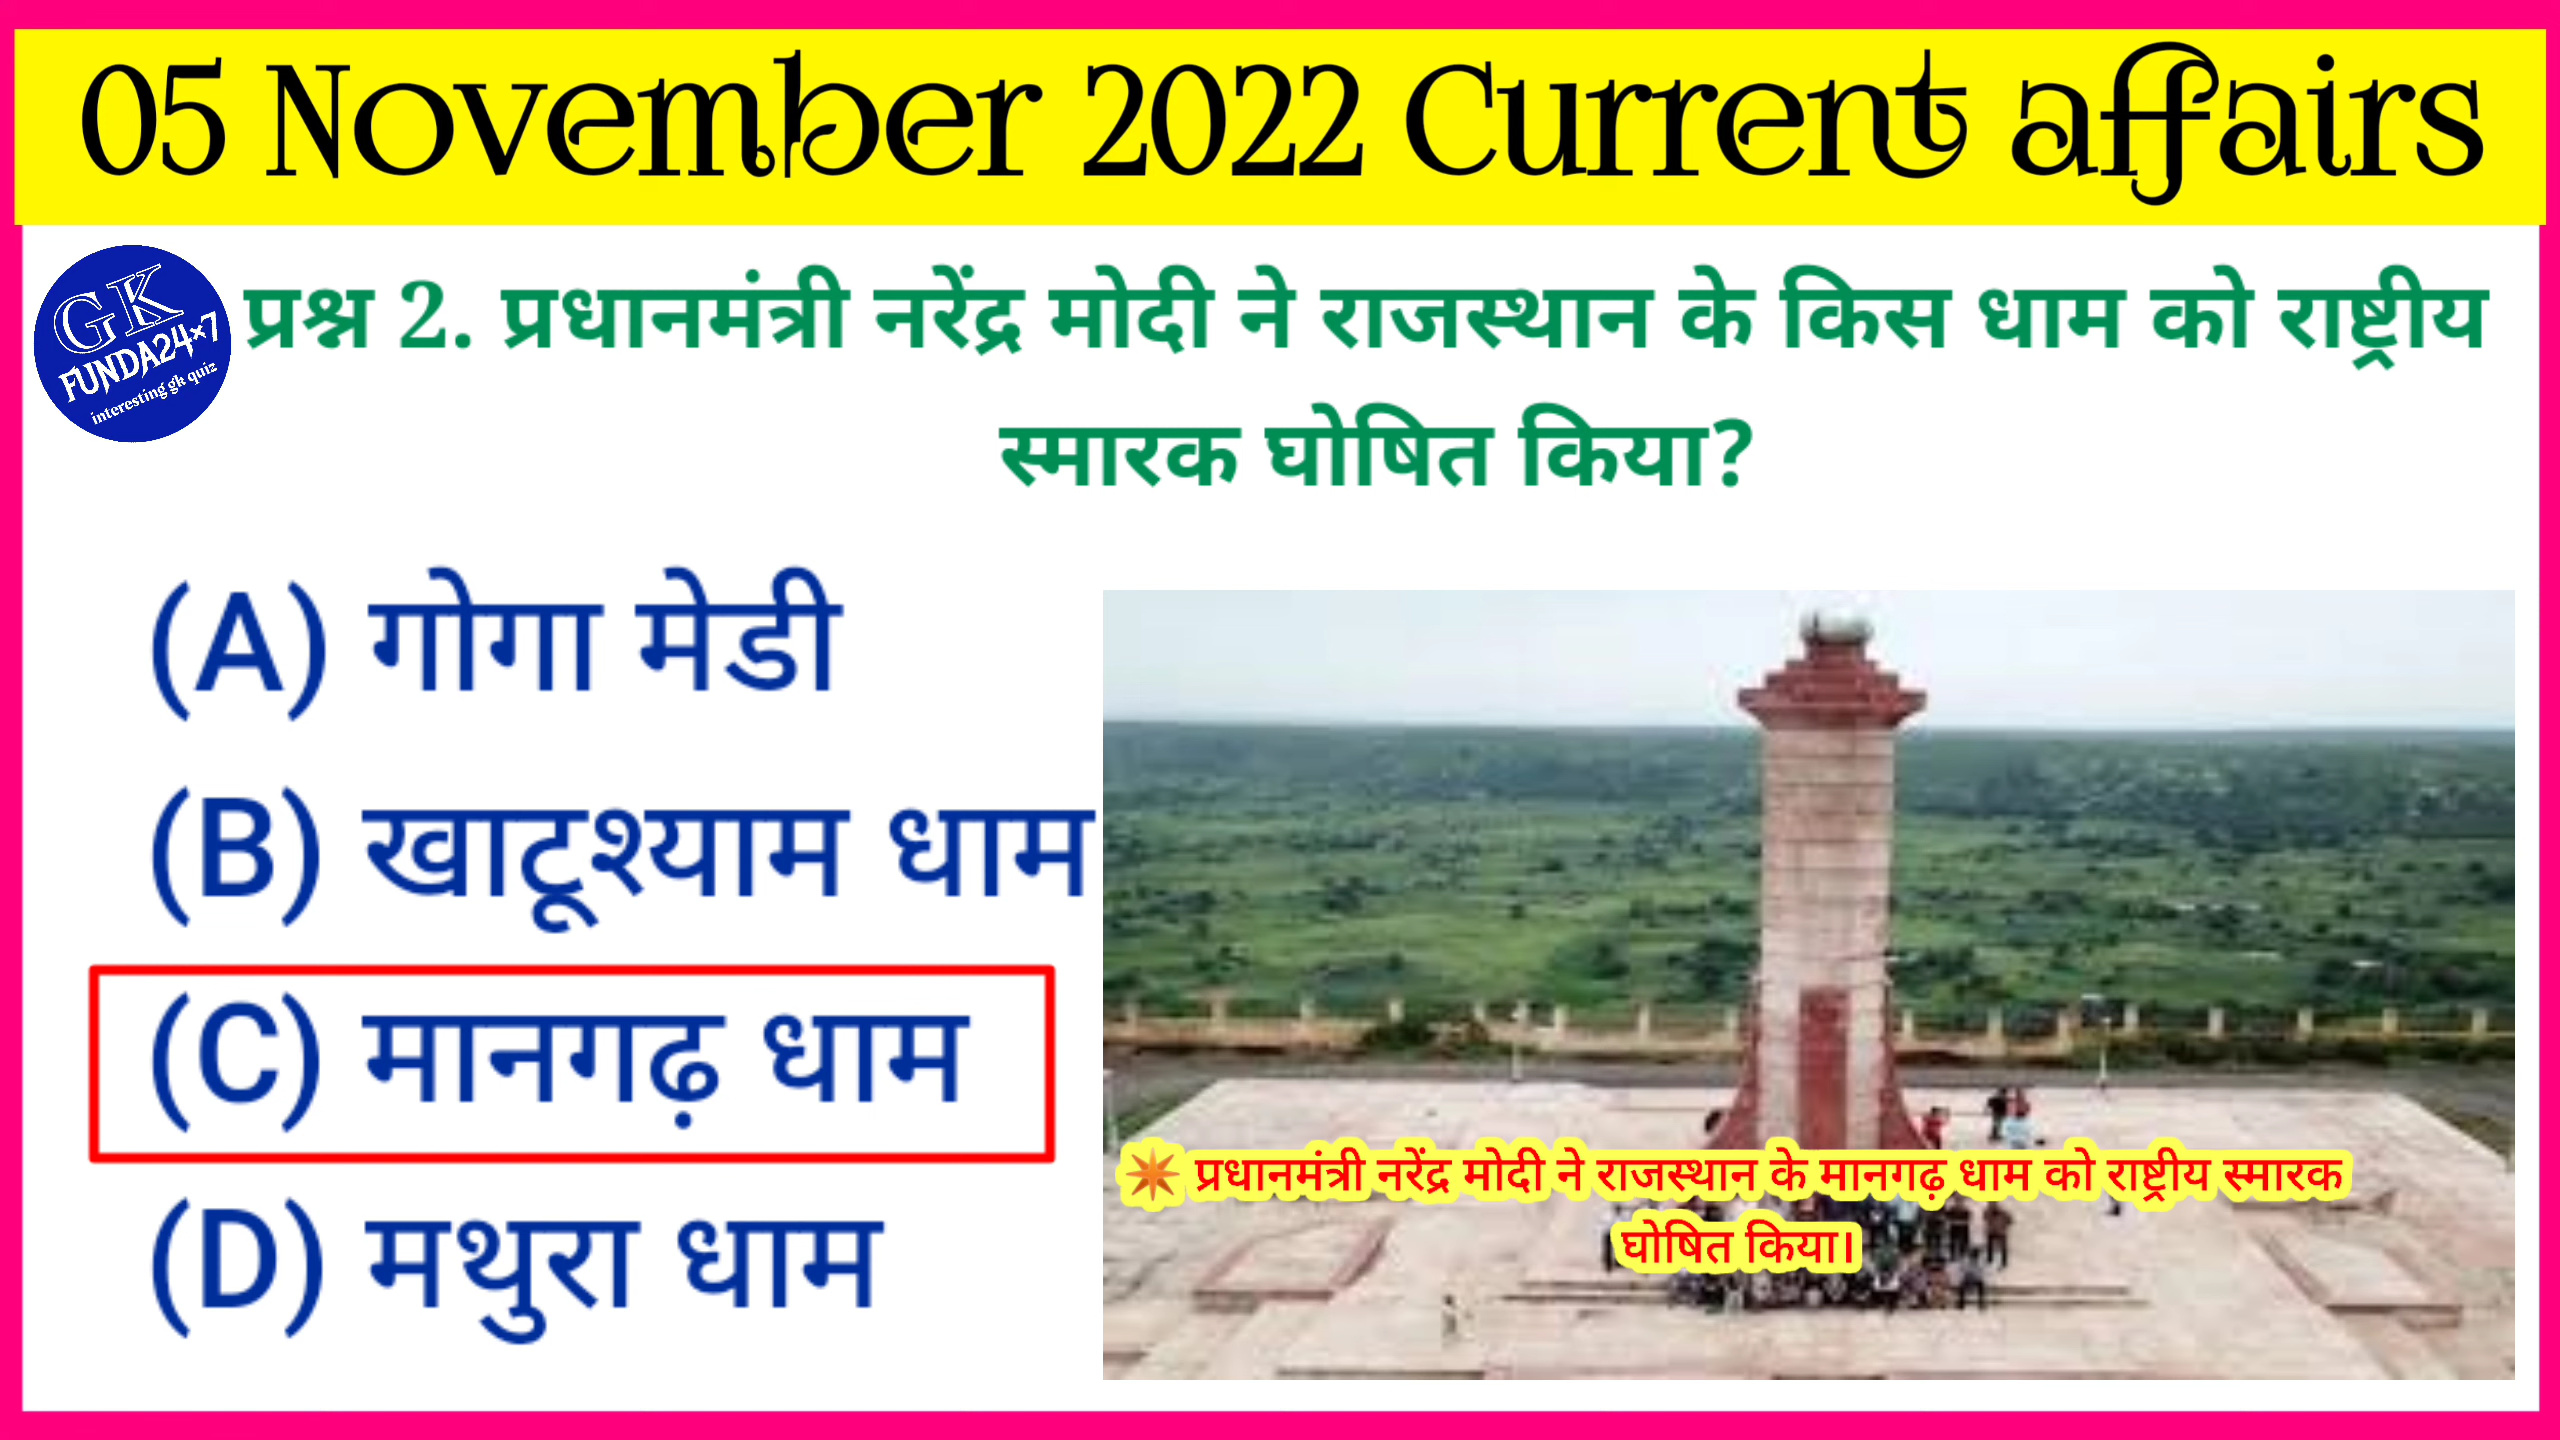 05 November 2022 Current affairs
GK
FUNDA24×7
interesting gk quiz
प्रश्न 2. प्रधानमंत्री नरेंद्र मोदी ने राजस्थान के किस धाम को राष्ट्रीय
स्मारक घोषित किया?
(A) गोगा मेडी
(B) खाटूश्याम धाम
(C) मानगढ़ धाम
(D) मथुरा धाम
✴ प्रधानमंत्री नरेंद्र मोदी ने राजस्थान के मानगढ़ धाम को राष्ट्रीय स्मारक
घोषित किया।